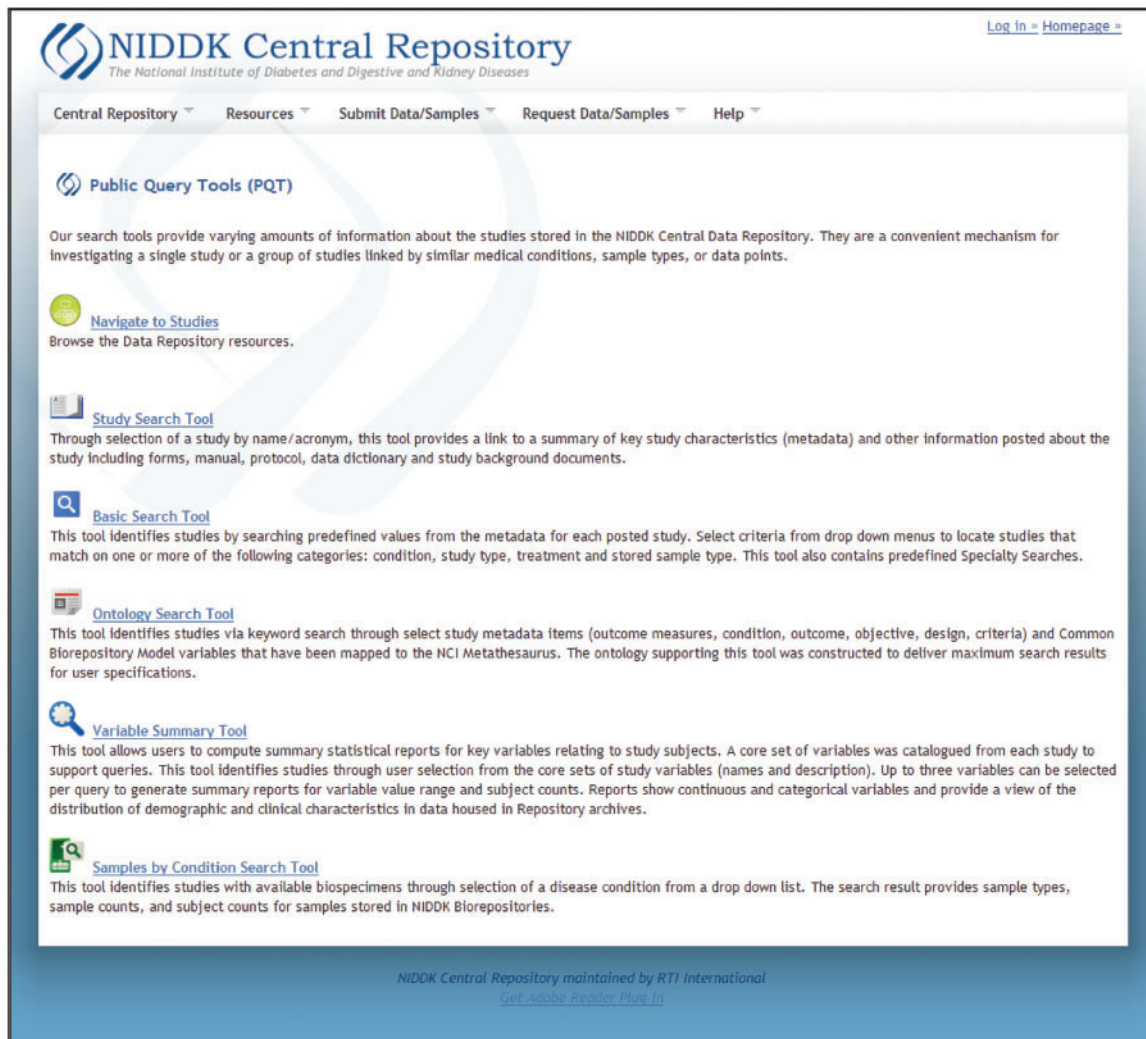 Log in » Homepage »
NIDDK Central Repository
The National Institute of Diabetes and Digestive and Kidney Diseases
Central Repository Resources Submit Data/Samples Request Data/Samples Help
Public Query Tools (PQT)
Our search tools provide varying amounts of information about the studies stored in the NIDDK Central Data Repository. They are a convenient mechanism for
investigating a single study or a group of studies linked by similar medical conditions, sample types, or data points.
Navigate to Studies
Browse the Data Repository resources.
Study Search Tool
Through selection of a study by name/acronym, this tool provides a link to a summary of key study characteristics (metadata) and other information posted about the
study including forms, manual, protocol, data dictionary and study background documents.
Basic Search Tool
This tool identifies studies by searching predefined values from the metadata for each posted study. Select criteria from drop down menus to locate studies that
match on one or more of the following categories: condition, study type, treatment and stored sample type. This tool also contains predefined Specialty Searches.
Ontology Search Tool
This tool identifies studies via keyword search through select study metadata items (outcome measures, condition, outcome, objective, design, criteria) and Common
Biorepository Model variables that have been mapped to the NCI Metathesaurus. The ontology supporting this tool was constructed to deliver maximum search results
for user specifications.
Variable Summary Tool
This tool allows users to compute summary statistical reports for key variables relating to study subjects. A core set of variables was catalogued from each study to
support queries. This tool identifies studies through user selection from the core sets of study variables (names and description). Up to three variables can be selected
per query to generate summary reports for variable value range and subject counts. Reports show continuous and categorical variables and provide a view of the
distribution of demographic and clinical characteristics in data housed in Repository archives.
Samples by Condition Search Tool
This tool identifies studies with available biospecimens through selection of a disease condition from a drop down list. The search result provides sample types,
sample counts, and subject counts for samples stored in NIDDK Biorepositories.
NIDDK Central Repository maintained by RTI International
Get Adobe Reader Plug-In